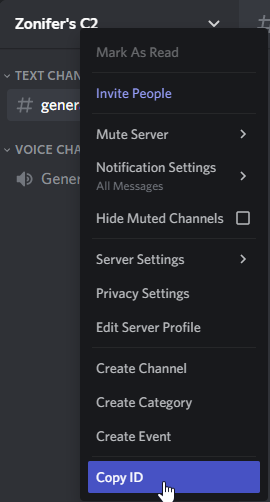 Zonifer's C2
Mark As Read
TEXT CHAN
Invite People
# gener
Mute Server
VOICE CHA
Notification Settings
All Messages
Gener
Hide Muted Channels
Server Settings
Privacy Settings
Edit Server Profile
Create Channel
Create Category
Create Event
Copy ID